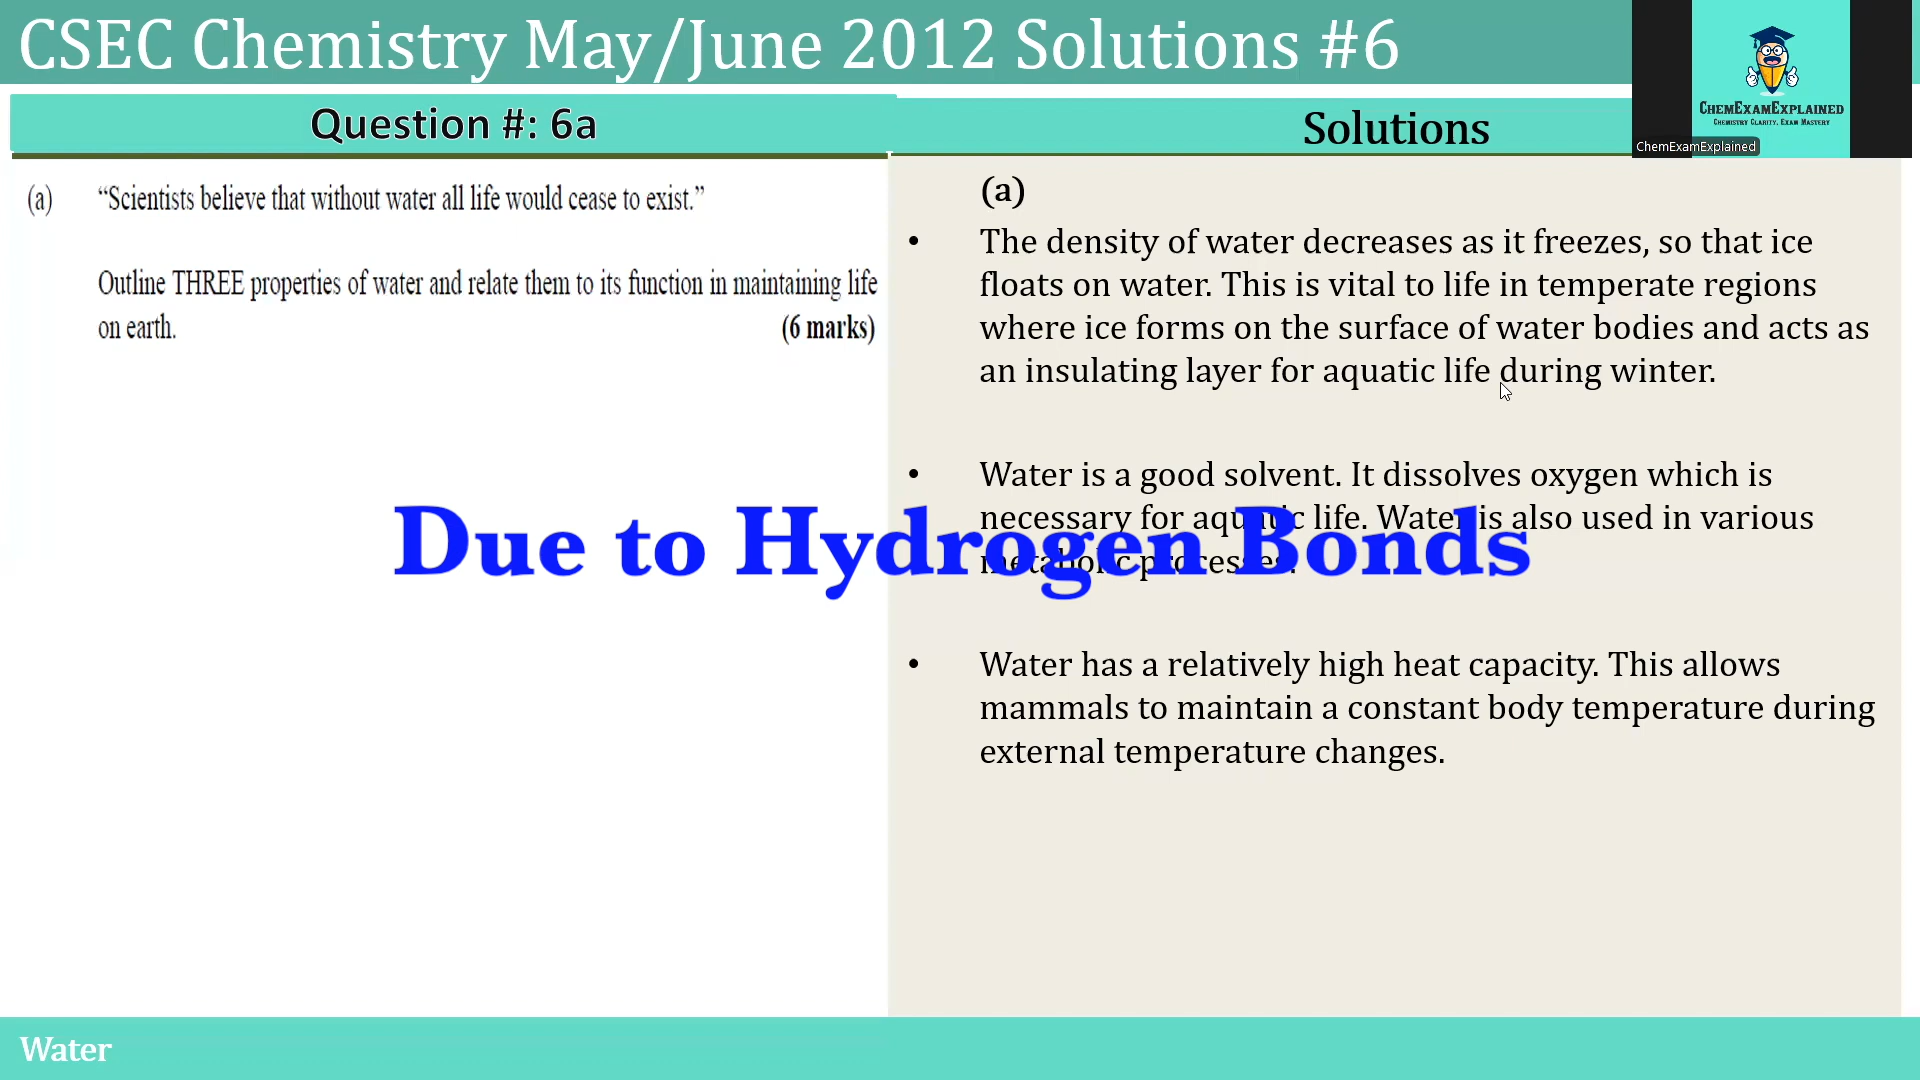 CSEC Chemistry May/June 2012 Solutions #6
Question #: 6a
Solutions
CHEMEXAMEXPLAINED
CHEMISTRY CLARITY. EXAM MASTERY
ChemExamExplained
(a) “Scientists believe that without water all life would cease to exist.”
Outline THREE properties of water and relate them to its function in maintaining life
on earth. (6 marks)
(a)
• The density of water decreases as it freezes, so that ice
floats on water. This is vital to life in temperate regions
where ice forms on the surface of water bodies and acts as
an insulating layer for aquatic life during winter.
• Water is a good solvent. It dissolves oxygen which is
necessary for aquatic life. Water is also used in various
metabolic processes.
Due to Hydrogen Bonds
• Water has a relatively high heat capacity. This allows
mammals to maintain a constant body temperature during
external temperature changes.
Water